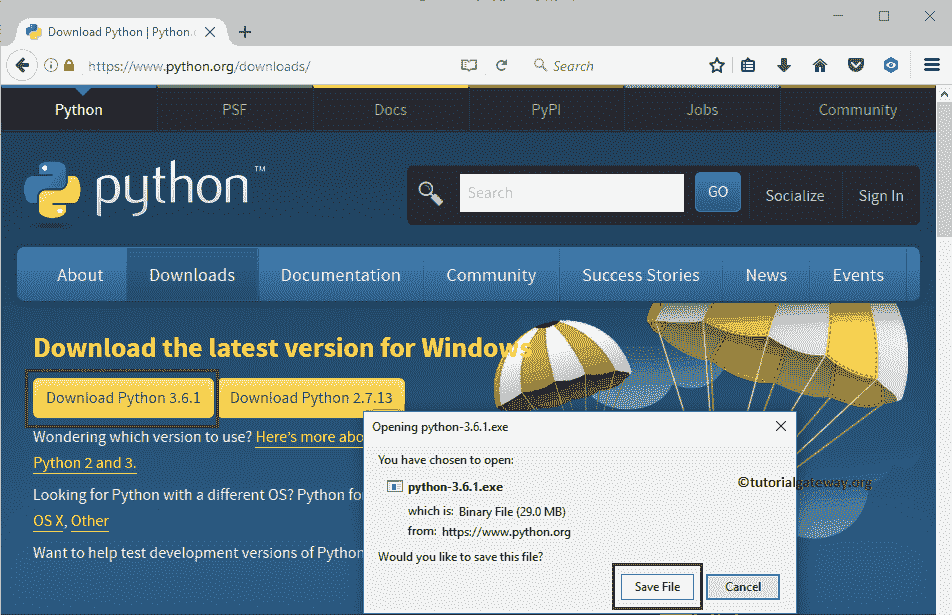 Download Python | Python.
https://www.python.org/downloads/
Search
Python PSF Docs PyPI Jobs Community
python™
Search
GO
Socialize
Sign In
About Downloads Documentation Community Success Stories News Events
Download the latest version for Windows
Download Python 3.6.1 Download Python 2.7.13
Wondering which version to use? Here's more abo
Python 2 and 3.
Looking for Python with a different OS? Python fo
OS X, Other
Want to help test development versions of Python
Opening python-3.6.1.exe
You have chosen to open:
python-3.6.1.exe
which is: Binary File (29.0 MB)
from: https://www.python.org
Would you like to save this file?
Save File Cancel
©tutorialgateway.org